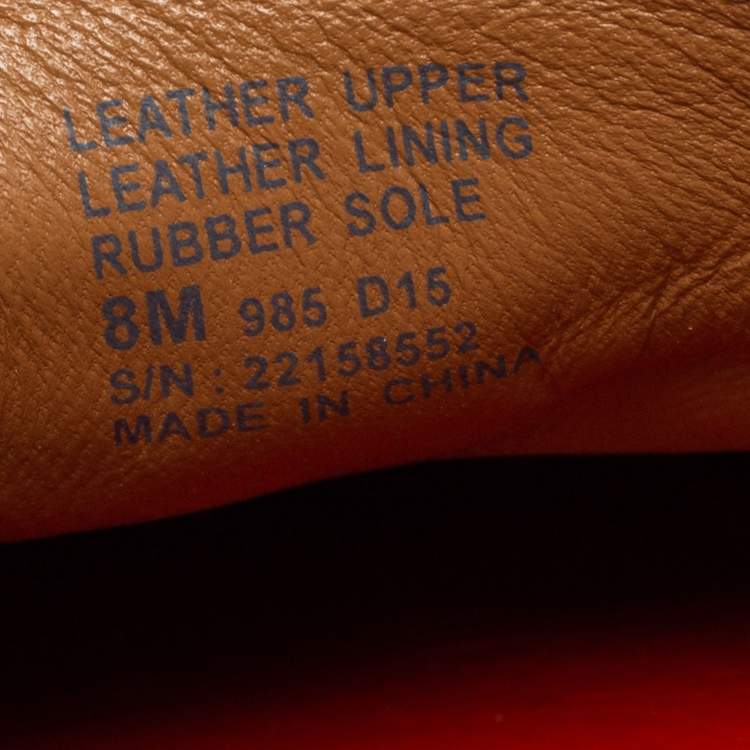 LEATHER UPPER
LEATHER LINING
RUBBER SOLE
8M 985 D15
S/N : 22158552
MADE IN CHINA